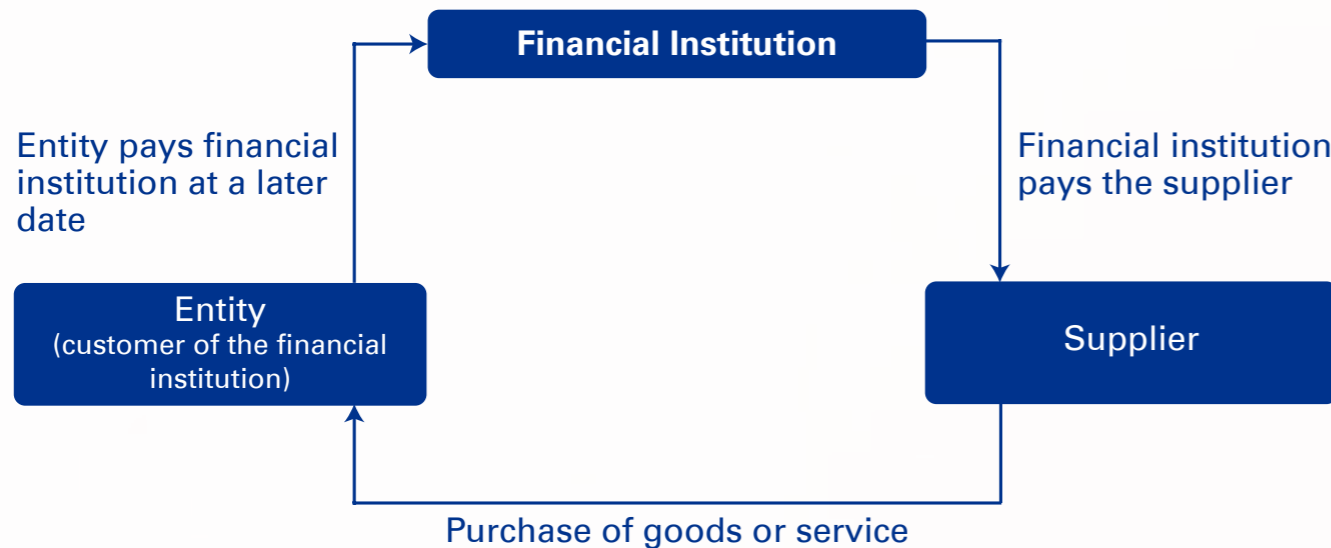 Financial Institution
Entity pays financial
institution at a later
date
Financial institution
pays the supplier
Entity
(customer of the financial
institution)
Supplier
Purchase of goods or service